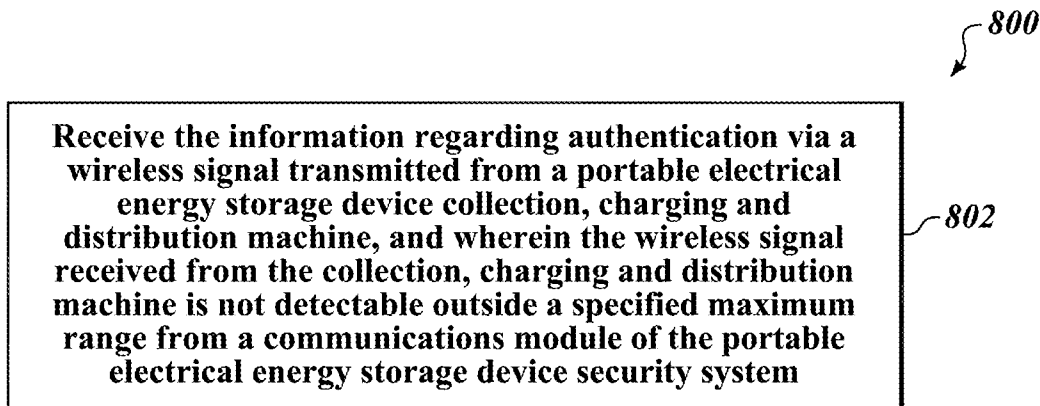 800
Receive the information regarding authentication via a
wireless signal transmitted from a portable electrical
energy storage device collection, charging and
distribution machine, and wherein the wireless signal
received from the collection, charging and distribution
machine is not detectable outside a specified maximum
range from a communications module of the portable
electrical energy storage device security system
802